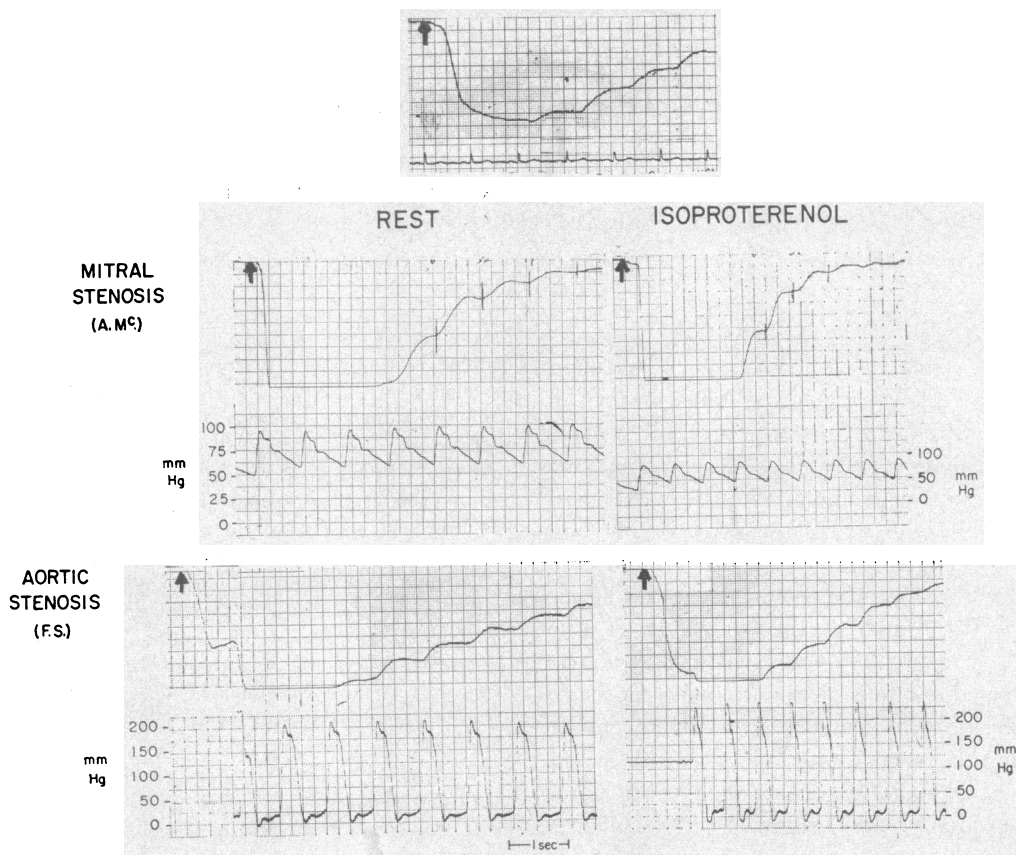 REST
ISOPROTERENOL
MITRAL
STENOSIS
(A. Mc.)
100
75
50
25
0
mm
Hg
100
50
0
mm
Hg
AORTIC
STENOSIS
(F.S.)
200
150
100
50
0
mm
Hg
200
150
100
50
0
mm
Hg
1 sec